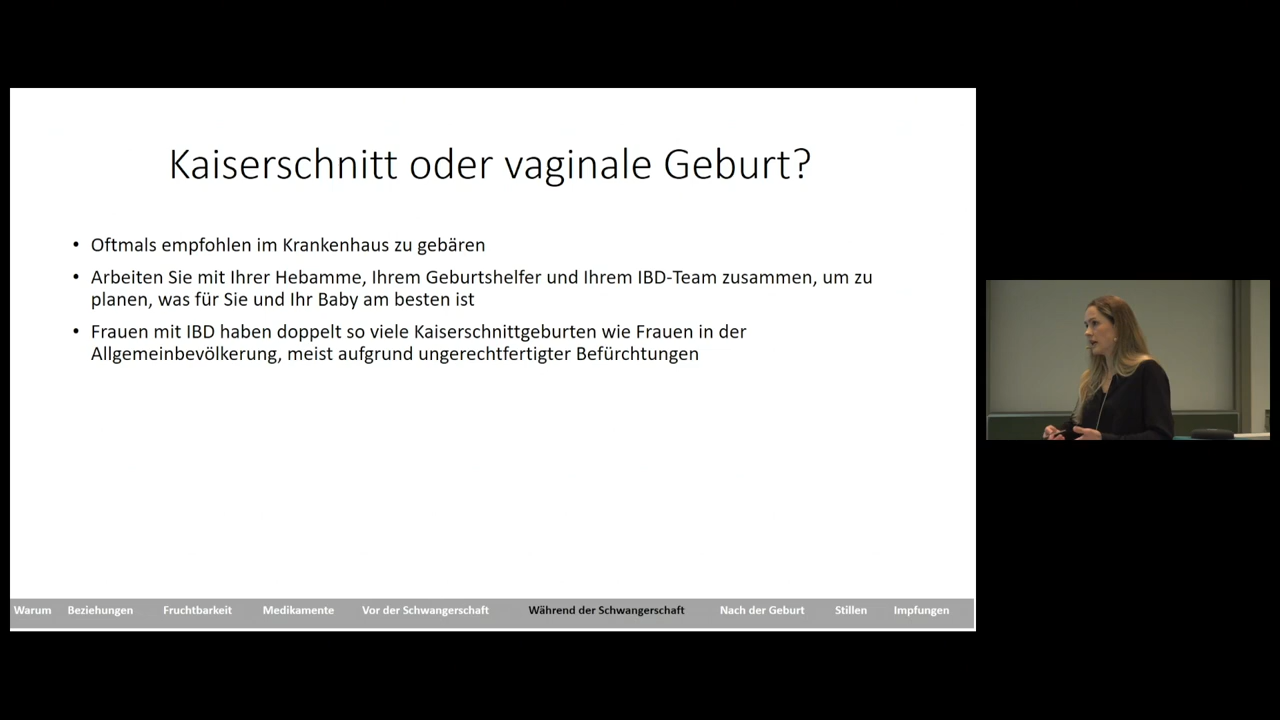 Kaiserschnitt oder vaginale Geburt?
• Oftmals empfohlen im Krankenhaus zu gebären
• Arbeiten Sie mit Ihrer Hebamme, Ihrem Geburtshelfer und Ihrem IBD-Team zusammen, um zu
planen, was für Sie und Ihr Baby am besten ist
• Frauen mit IBD haben doppelt so viele Kaiserschnittgeburten wie Frauen in der
Allgemeinbevölkerung, meist aufgrund ungerechtfertigter Befürchtungen
Warum Beziehungen Fruchtbarkeit Medikamente Vor der Schwangerschaft Während der Schwangerschaft Nach der Geburt Stillen Impfungen